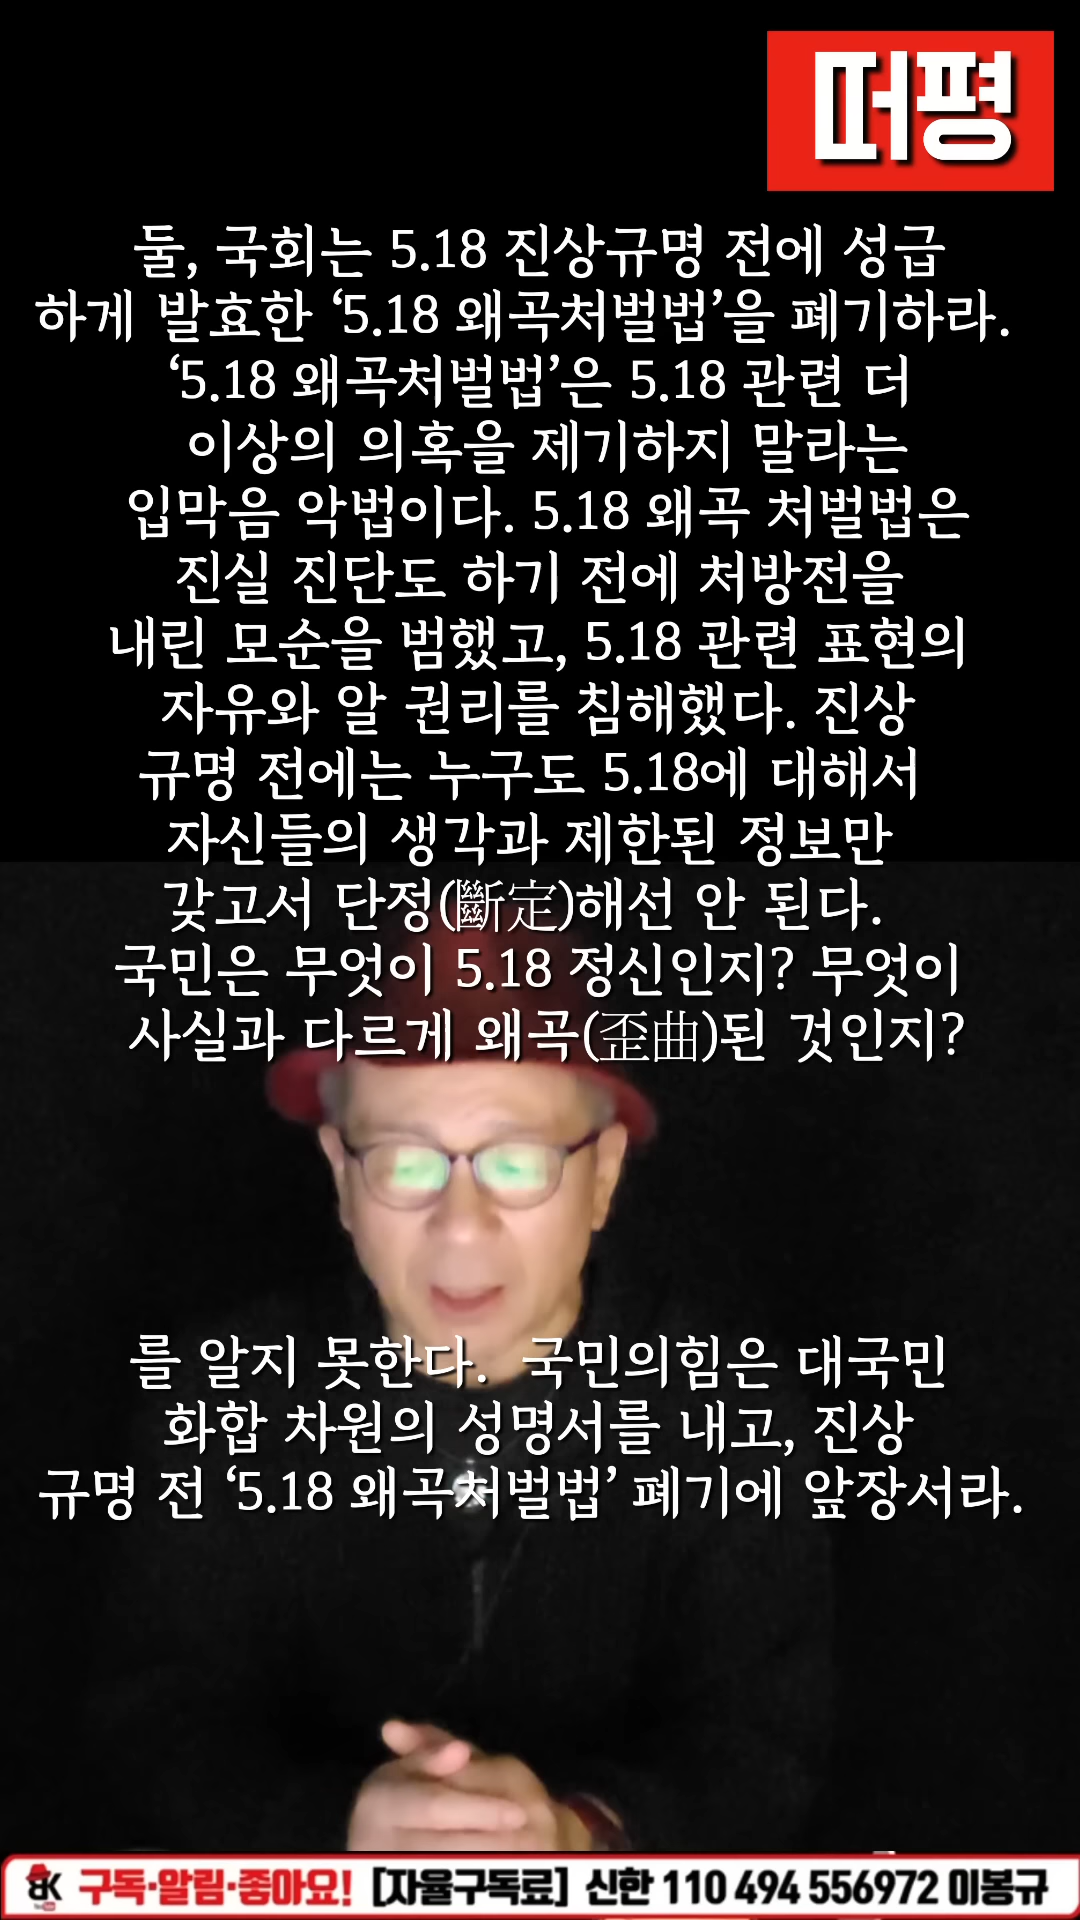 떠평
둘, 국회는 5.18 진상규명 전에 성급
하게 발효한 ‘5.18 왜곡처벌법’을 폐기하라.
‘5.18 왜곡처벌법’은 5.18 관련 더
이상의 의혹을 제기하지 말라는
입막음 악법이다. 5.18 왜곡 처벌법은
진실 진단도 하기 전에 처방전을
내린 모순을 범했고, 5.18 관련 표현의
자유와 알 권리를 침해했다. 진상
규명 전에는 누구도 5.18에 대해서
자신들의 생각과 제한된 정보만
갖고서 단정(斷定)해선 안 된다.
국민은 무엇이 5.18 정신인지? 무엇이
사실과 다르게 왜곡(歪曲)된 것인지?
를 알지 못한다. 국민의힘은 대국민
화합 차원의 성명서를 내고, 진상
규명 전 ‘5.18 왜곡처벌법’ 폐기에 앞장서라.
BK 구독·알림·좋아요! [자율구독료] 신한 110 494 556972 이봉규